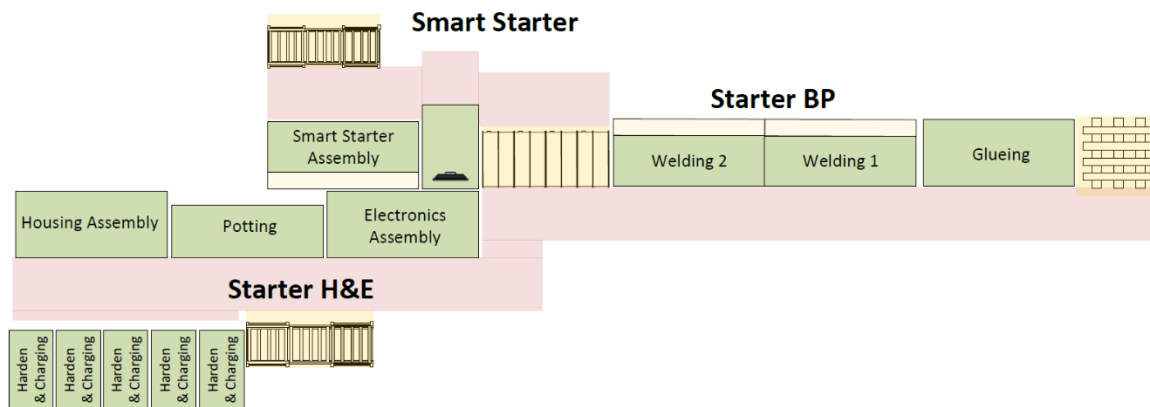 Smart Starter
Starter BP
Smart Starter
Assembly
Welding 2
Welding 1
Glueing
Housing Assembly
Potting
Electronics
Assembly
Starter H&E
Harden
& Charging
Harden
& Charging
Harden
& Charging
Harden
& Charging
Harden
& Charging